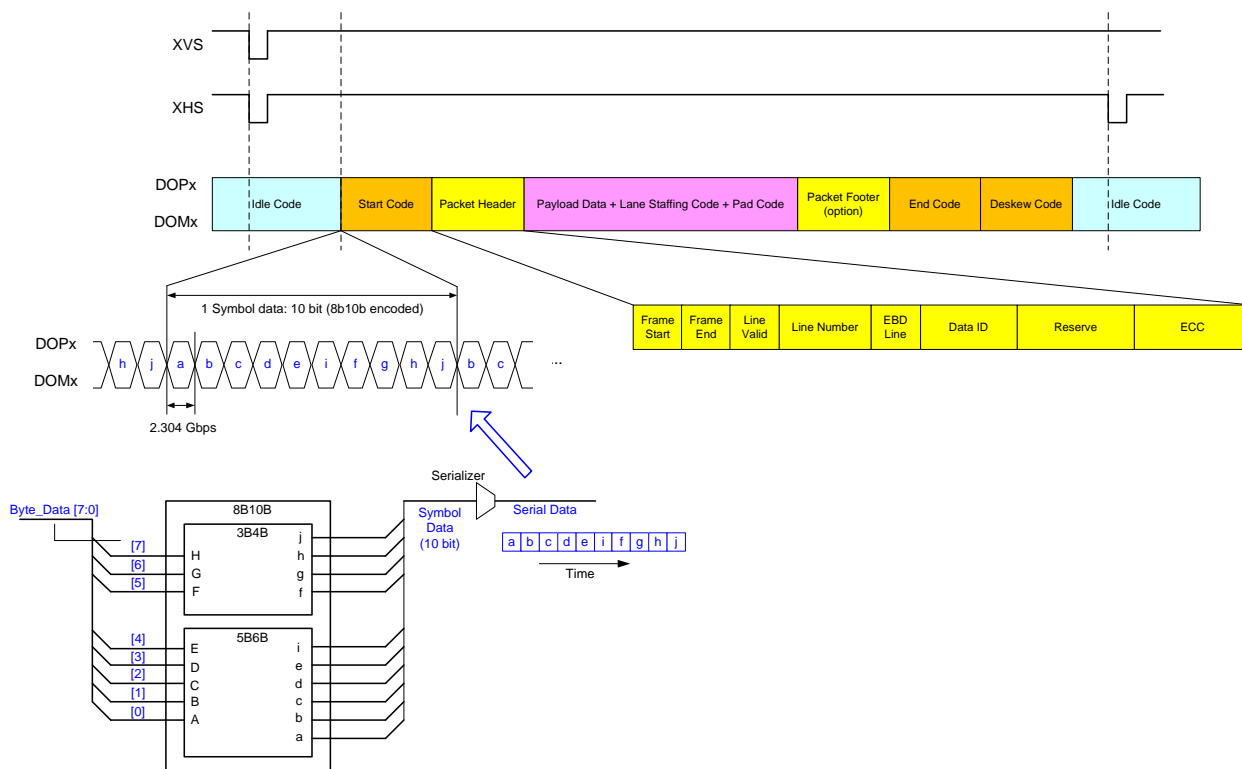 XVS
XHS
DOPx
DOMx
Idle Code
Start Code
Packet Header
Payload Data + Lane Staffing Code + Pad Code
Packet Footer
(option)
End Code
Deskew Code
Idle Code
1 Symbol data: 10 bit (8b10b encoded)
Frame
Start
Frame
End
Line
Valid
Line Number
EBD
Line
Data ID
Reserve
ECC
DOPx
DOMx
h j a b c d e i f g h j b c ...
2.304 Gbps
Serializer
Byte_Data [7:0]
8B10B
3B4B
Symbol
Data
(10 bit)
Serial Data
[7] H j
[6] G h
[5] F g
f
a b c d e i f g h j
Time
5B6B
[4] E i
[3] D e
[2] C d
[1] B c
[0] A b
a